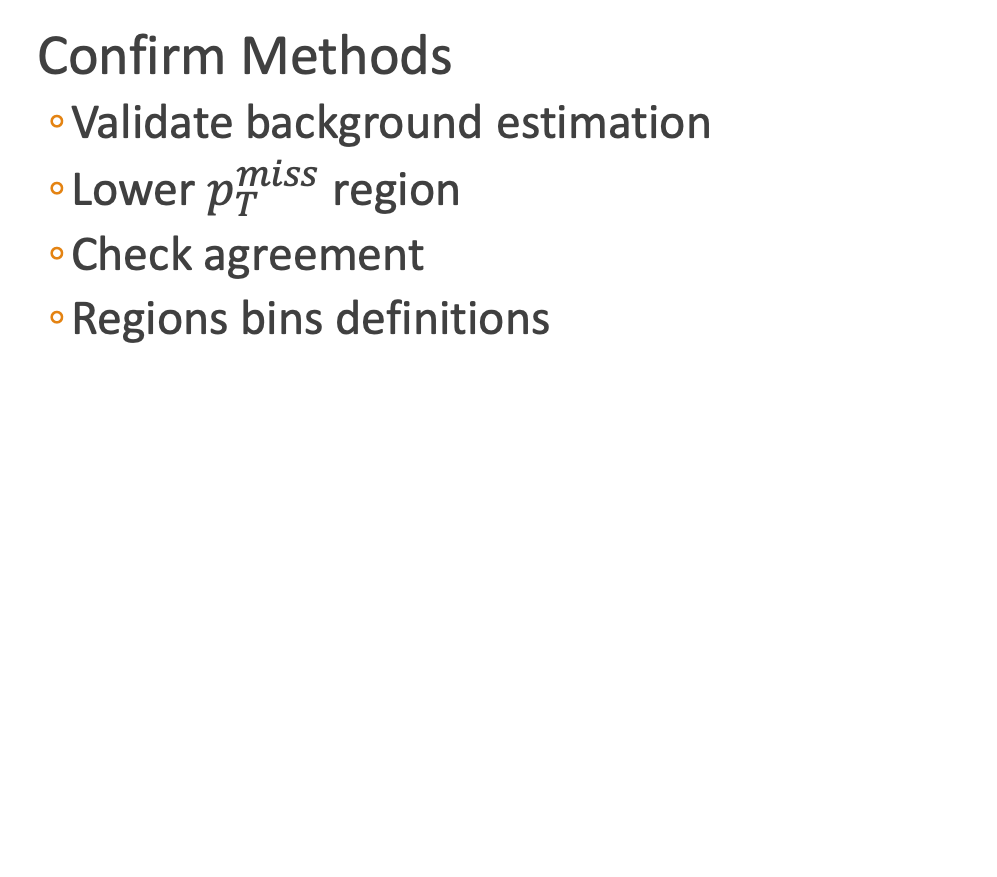 Confirm Methods
◦Validate background estimation
◦Lower $p_T^{miss}$ region
◦Check agreement
◦Regions bins definitions